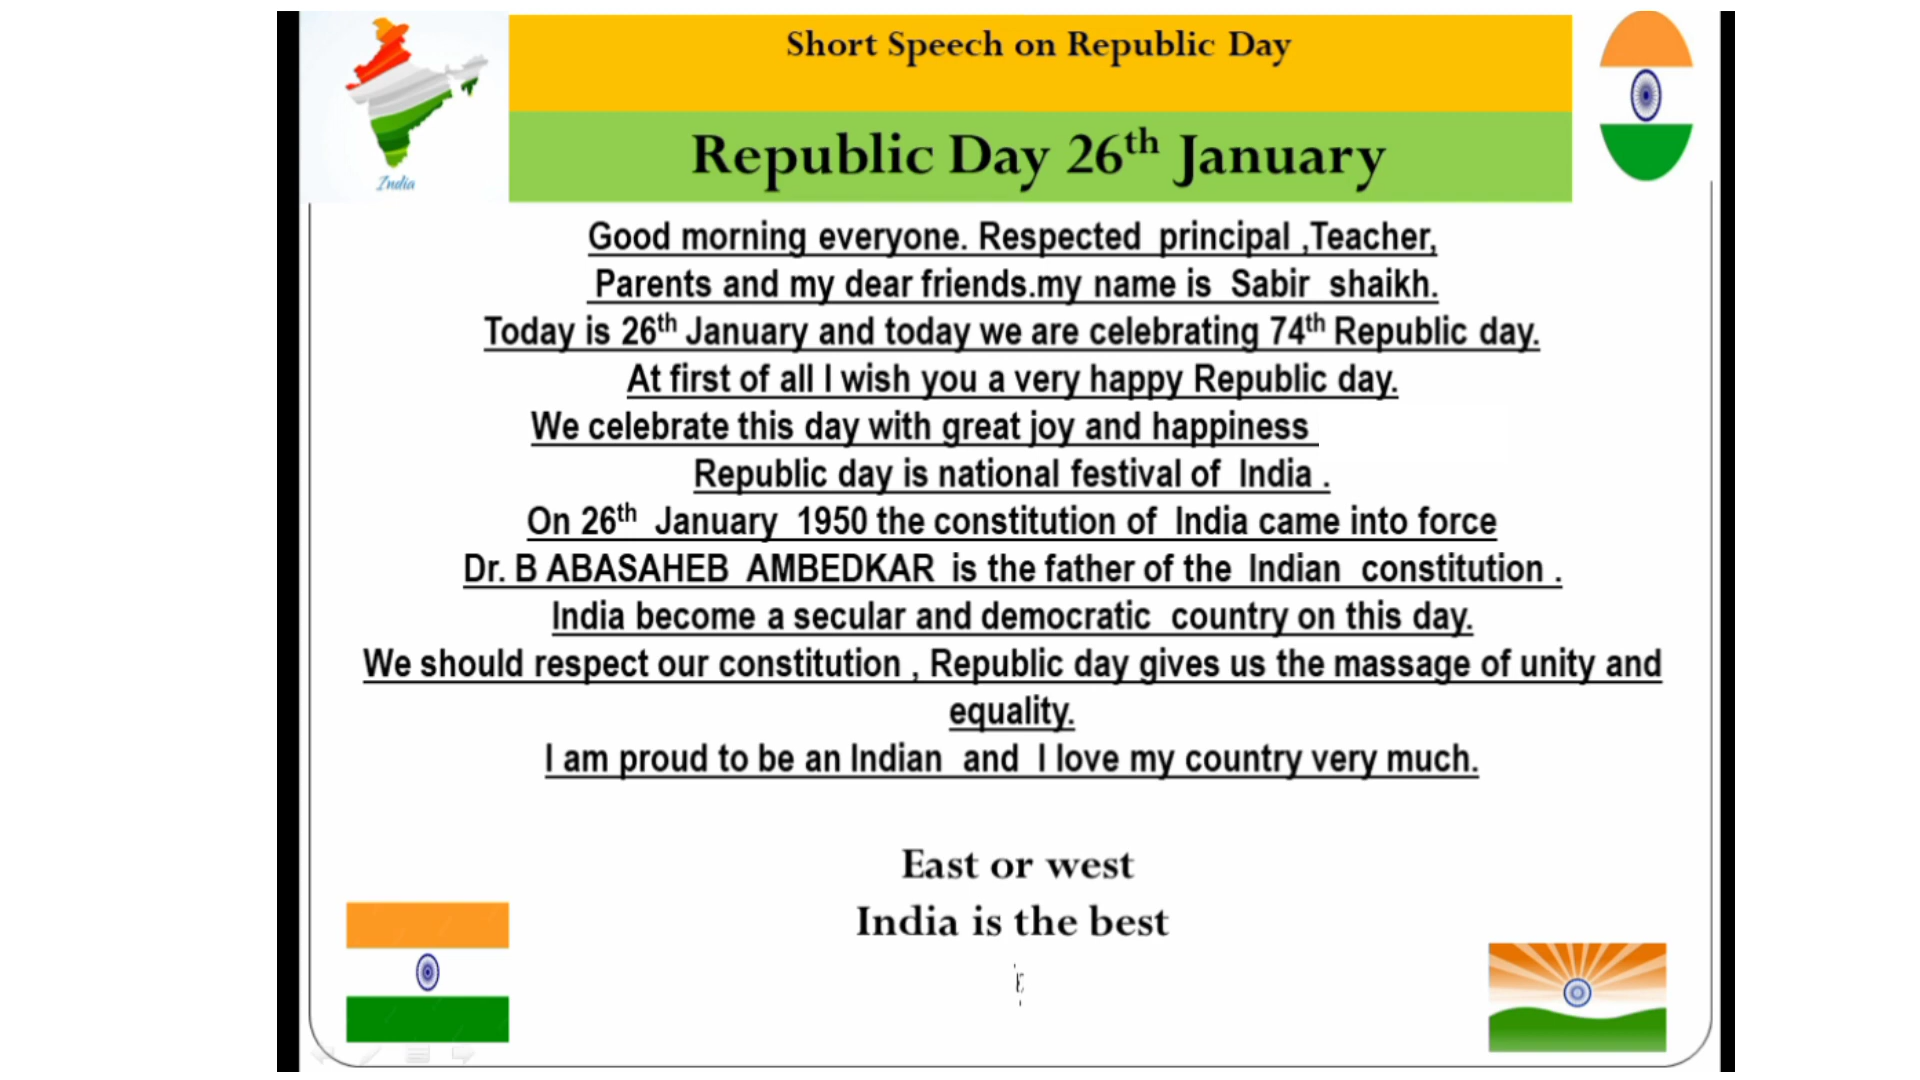 India
Short Speech on Republic Day
Republic Day 26th January
Good morning everyone. Respected principal ,Teacher,
Parents and my dear friends.my name is Sabir shaikh.
Today is 26th January and today we are celebrating 74th Republic day.
At first of all I wish you a very happy Republic day.
We celebrate this day with great joy and happiness
Republic day is national festival of India .
On 26th January 1950 the constitution of India came into force
Dr. B ABASAHEB AMBEDKAR is the father of the Indian constitution .
India become a secular and democratic country on this day.
We should respect our constitution , Republic day gives us the massage of unity and
equality.
I am proud to be an Indian and I love my country very much.
East or west
India is the best